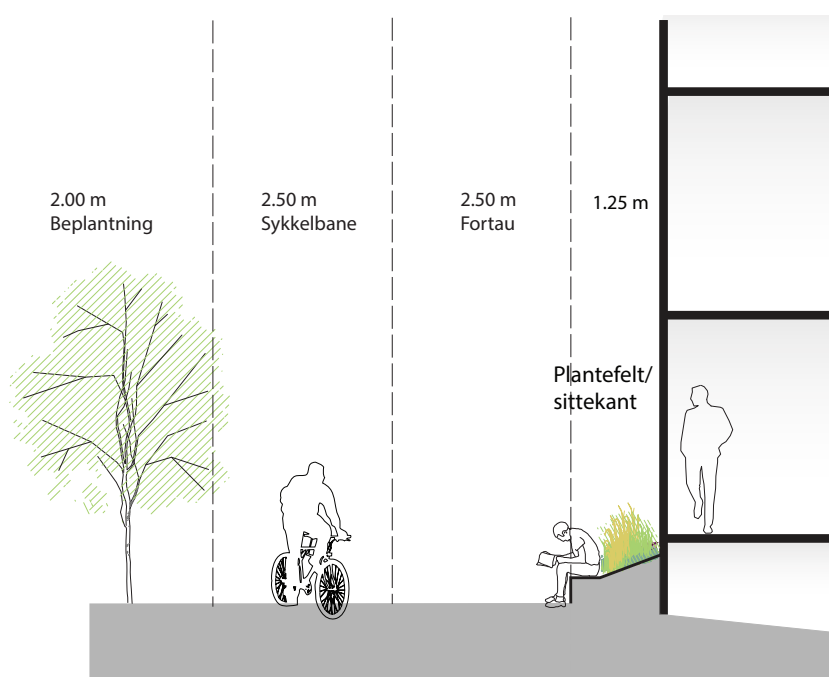 2.00 m
Beplantning
2.50 m
Sykkelbane
2.50 m
Fortau
1.25 m
Plantefelt/
sittekant